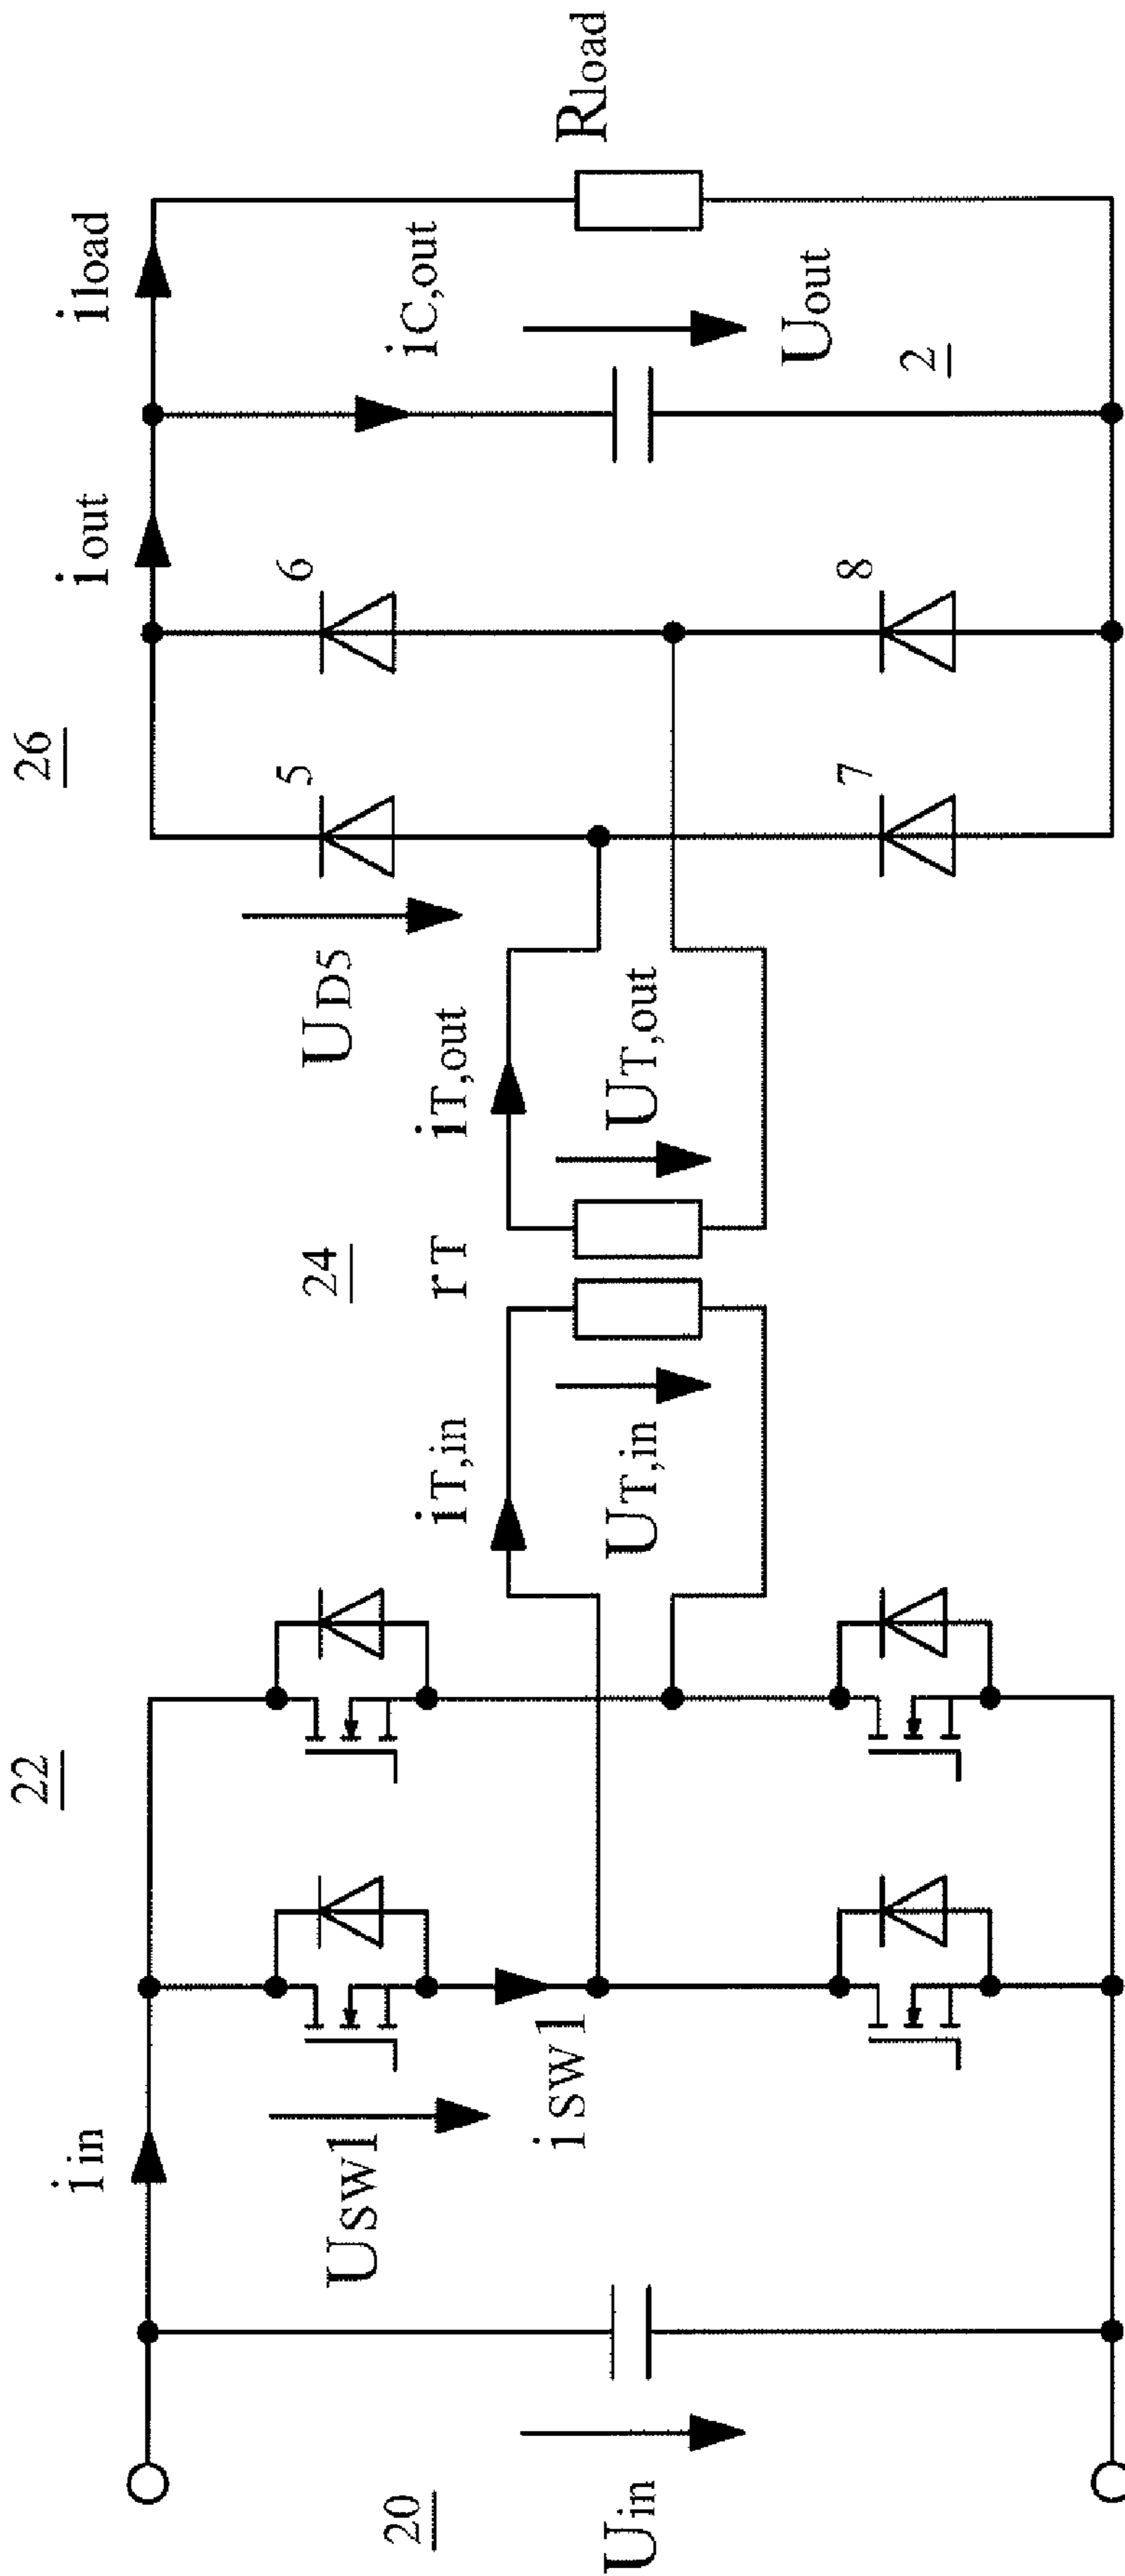 22
26
iin
iout
iload
USW1
iSW1
UD5
5
6
24
rT
iT,in
iT,out
iC,out
Rload
20
Uin
UT,in
UT,out
Uout
7
8
2